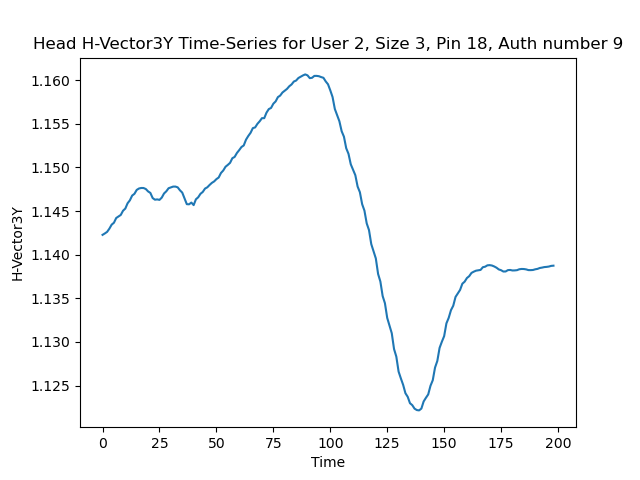 Head H-Vector3Y Time-Series for User 2, Size 3, Pin 18, Auth number 9
1.160
1.155
1.150
1.145
1.140
1.135
1.130
1.125
H-Vector3Y
0 25 50 75 100 125 150 175 200
Time